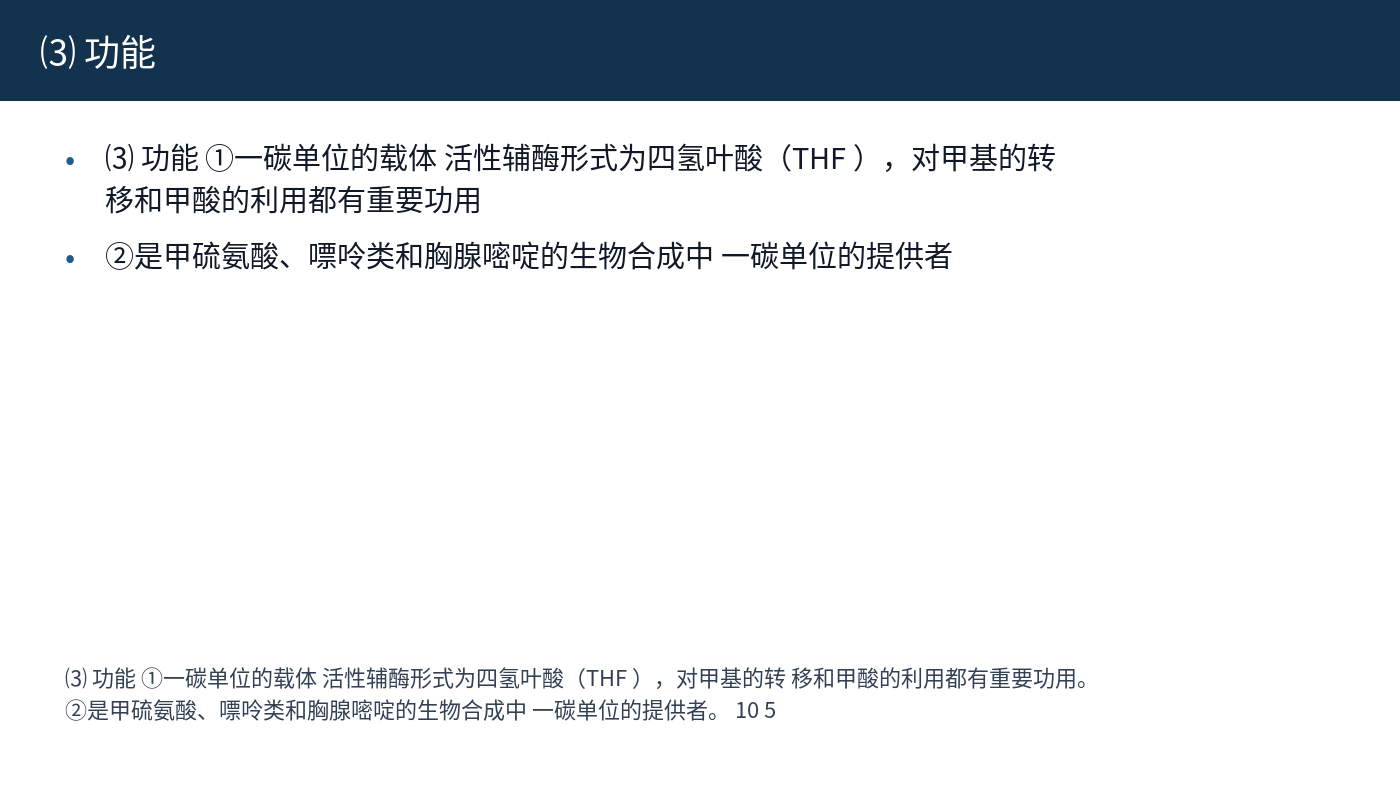 ⑶ 功能
• ⑶ 功能 ①一碳单位的载体 活性辅酶形式为四氢叶酸（THF ），对甲基的转
移和甲酸的利用都有重要功用
• ②是甲硫氨酸、嘌呤类和胸腺嘧啶的生物合成中 一碳单位的提供者
⑶ 功能 ①一碳单位的载体 活性辅酶形式为四氢叶酸（THF ），对甲基的转 移和甲酸的利用都有重要功用。
②是甲硫氨酸、嘌呤类和胸腺嘧啶的生物合成中 一碳单位的提供者。 10 5